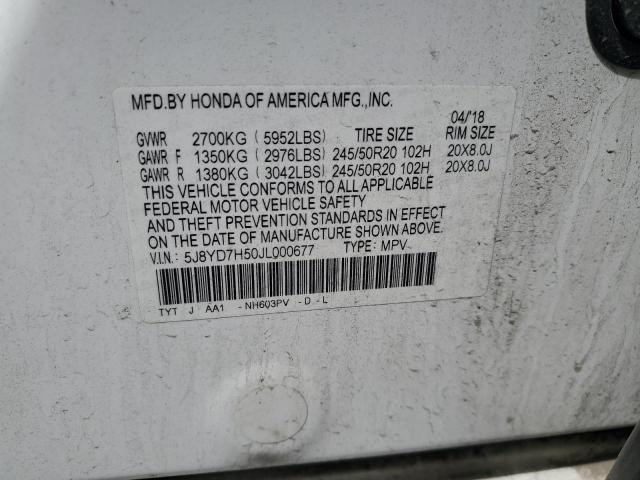 MFD.BY HONDA OF AMERICA MFG.,INC.
04/18
GVWR 2700KG (5952LBS) TIRE SIZE RIM SIZE
GAWR F 1350KG (2976LBS) 245/50R20 102H 20X8.0J
GAWR R 1380KG (3042LBS) 245/50R20 102H 20X8.0J
THIS VEHICLE CONFORMS TO ALL APPLICABLE
FEDERAL MOTOR VEHICLE SAFETY
AND THEFT PREVENTION STANDARDS IN EFFECT
ON THE DATE OF MANUFACTURE SHOWN ABOVE.
V.I.N.: 5J8YD7H50JL000677 TYPE: MPV
TYT J AA1 -NH603PV -D -L